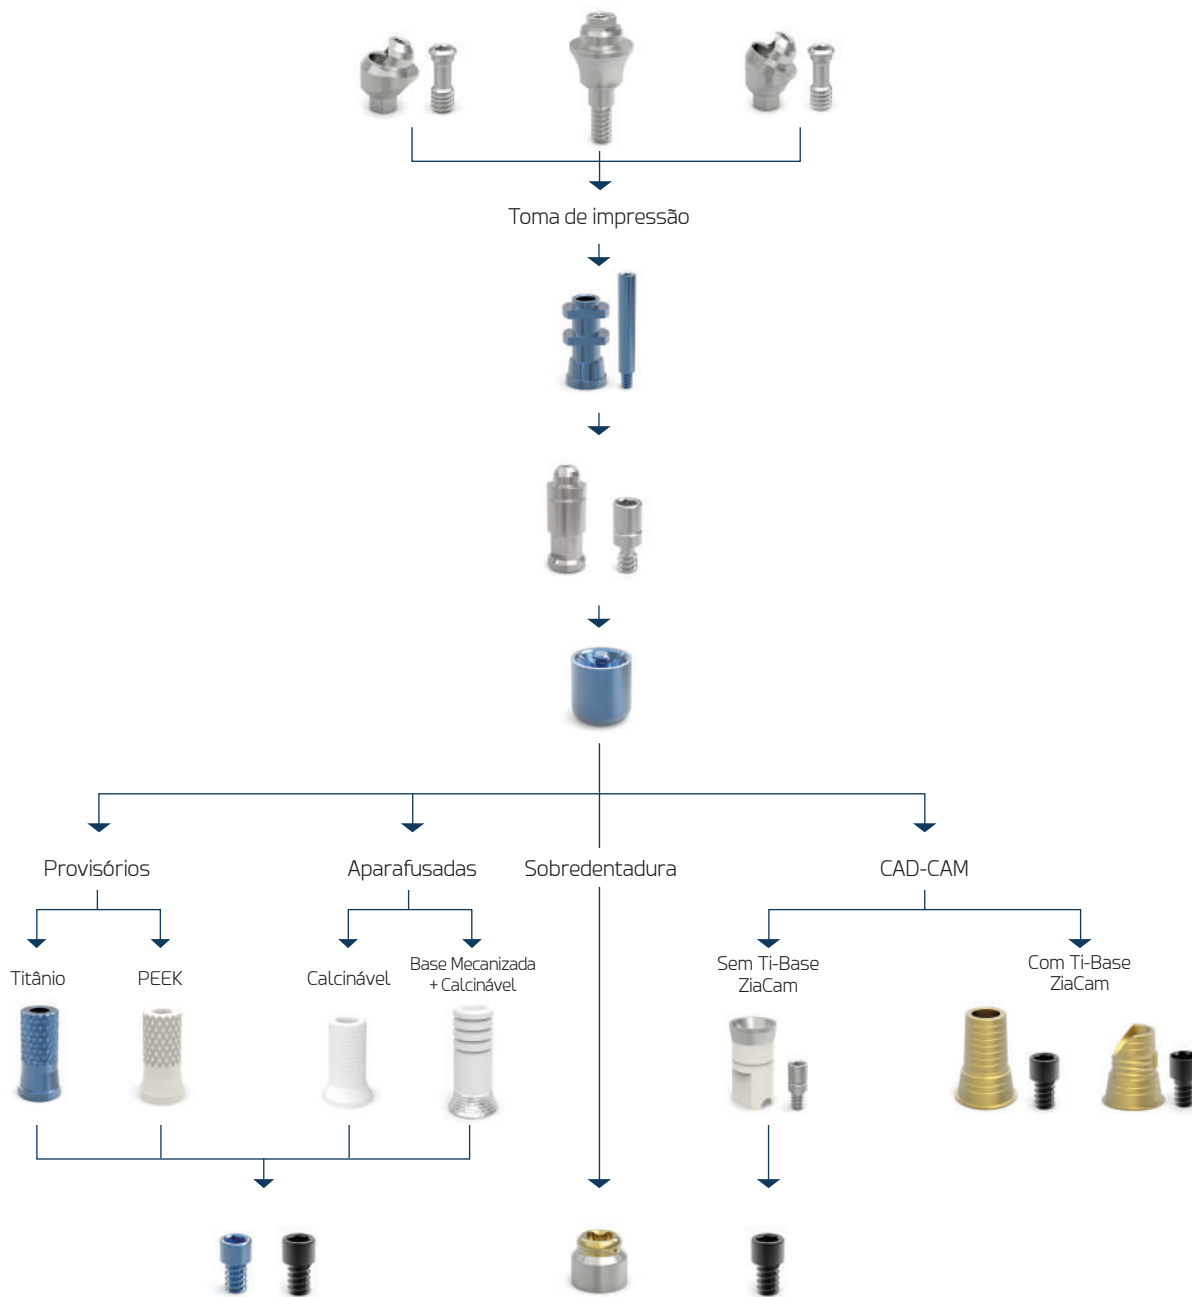 Toma de impressão
Provisórios
Aparafusadas
Sobredentadura
CAD-CAM
Titânio
PEEK
Calcinável
Base Mecanizada
+ Calcinável
Sem Ti-Base
ZiaCam
Com Ti-Base
ZiaCam